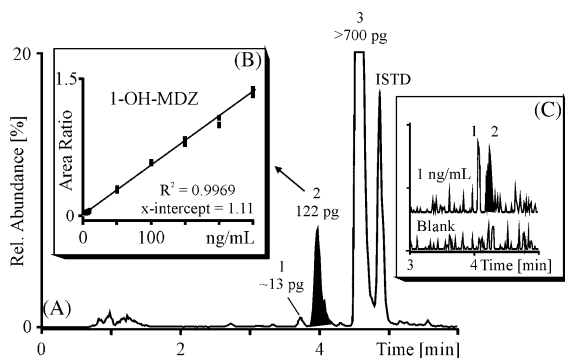 3
>700 pg
20
(B)
1.5
1-OH-MDZ
ISTD
(C)
Area Ratio
Rel. Abundance [%]
1 2
1 ng/mL
R² = 0.9969
x-intercept = 1.11
2
122 pg
0
0 100 ng/mL
Blank
3 4 Time [min]
1
~13 pg
(A)
0
0 2 4 Time [min]